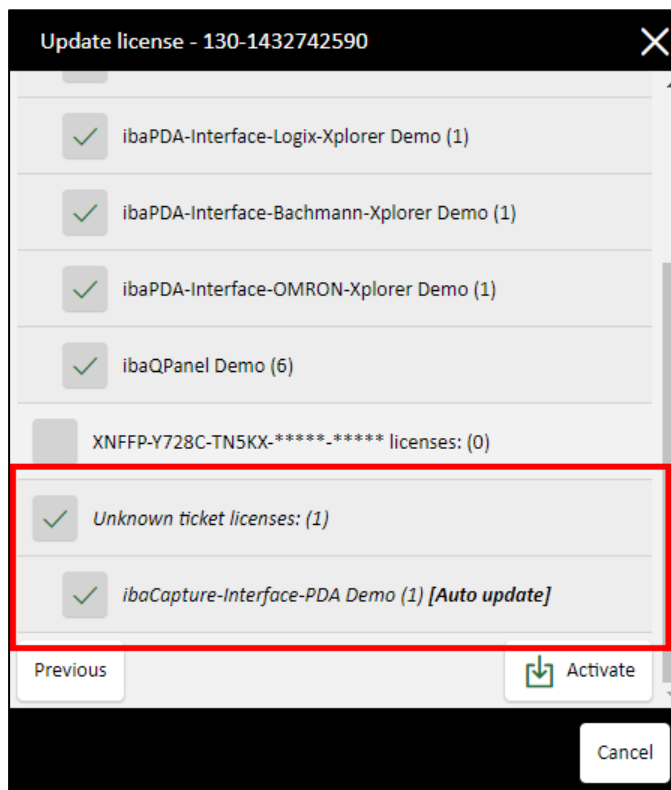 Update license - 130-1432742590
ibaPDA-Interface-Logix-Xplorer Demo (1)
ibaPDA-Interface-Bachmann-Xplorer Demo (1)
ibaPDA-Interface-OMRON-Xplorer Demo (1)
ibaQPanel Demo (6)
XNFFP-Y728C-TN5KX-*****-***** licenses: (0)
Unknown ticket licenses: (1)
ibaCapture-Interface-PDA Demo (1) [Auto update]
Previous
Activate
Cancel